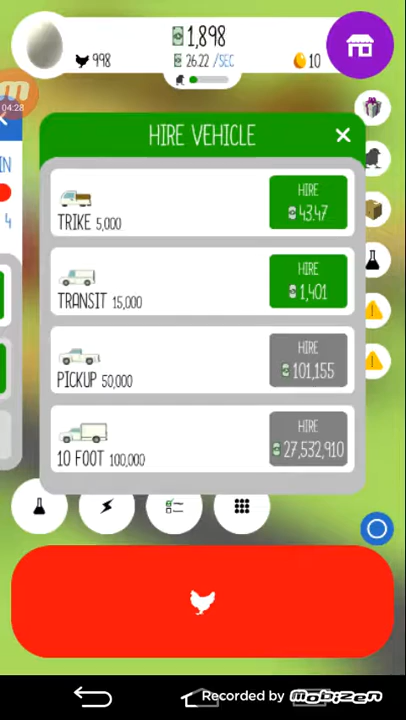 1,898
998
26.22 /SEC
10
04:28
HIRE VEHICLE
IN
4
TRIKE 5,000
HIRE
43.47
TRANSIT 15,000
HIRE
1,401
PICKUP 50,000
HIRE
101,155
10 FOOT 100,000
HIRE
27,532,910
Recorded by mobizen